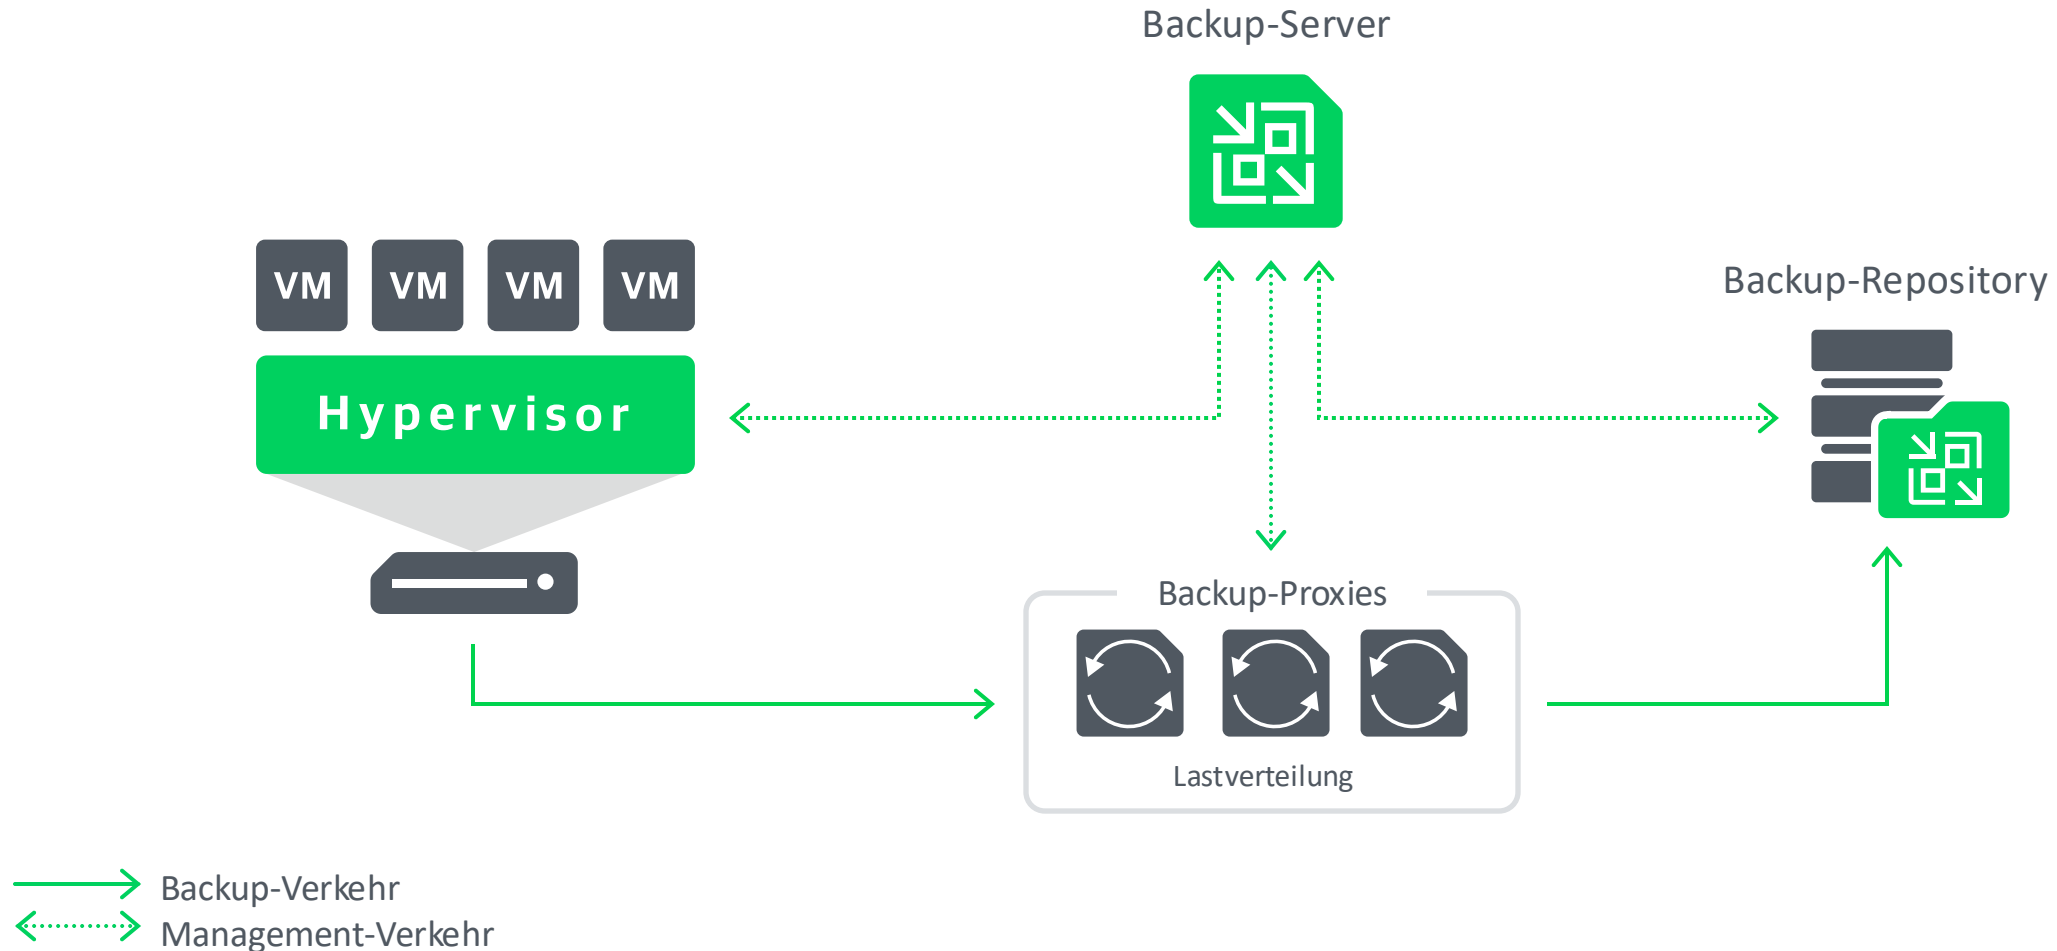 Backup-Server
Backup-Repository
VM VM VM VM
Hypervisor
Backup-Proxies
Lastverteilung
Backup-Verkehr
Management-Verkehr